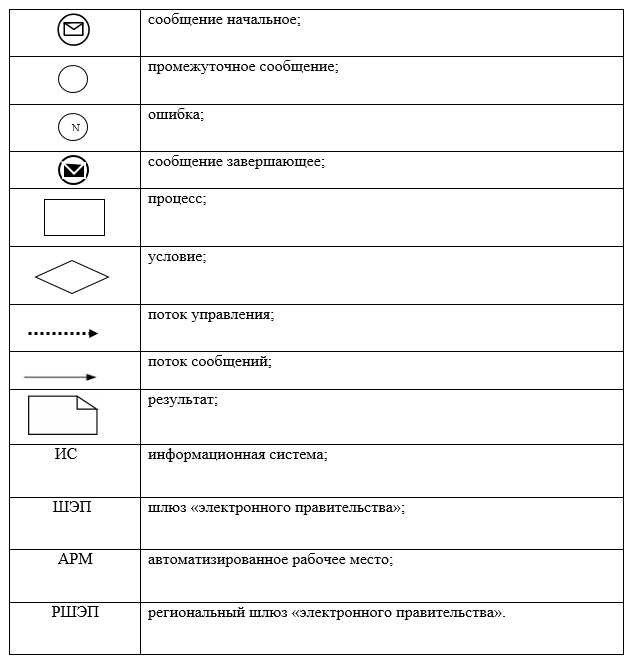 сообщение начальное;
промежуточное сообщение;
N ошибка;
сообщение завершающее;
процесс;
условие;
поток управления;
поток сообщений;
результат;
ИС информационная система;
ШЭП шлюз «электронного правительства»;
АРМ автоматизированное рабочее место;
РШЭП региональный шлюз «электронного правительства».